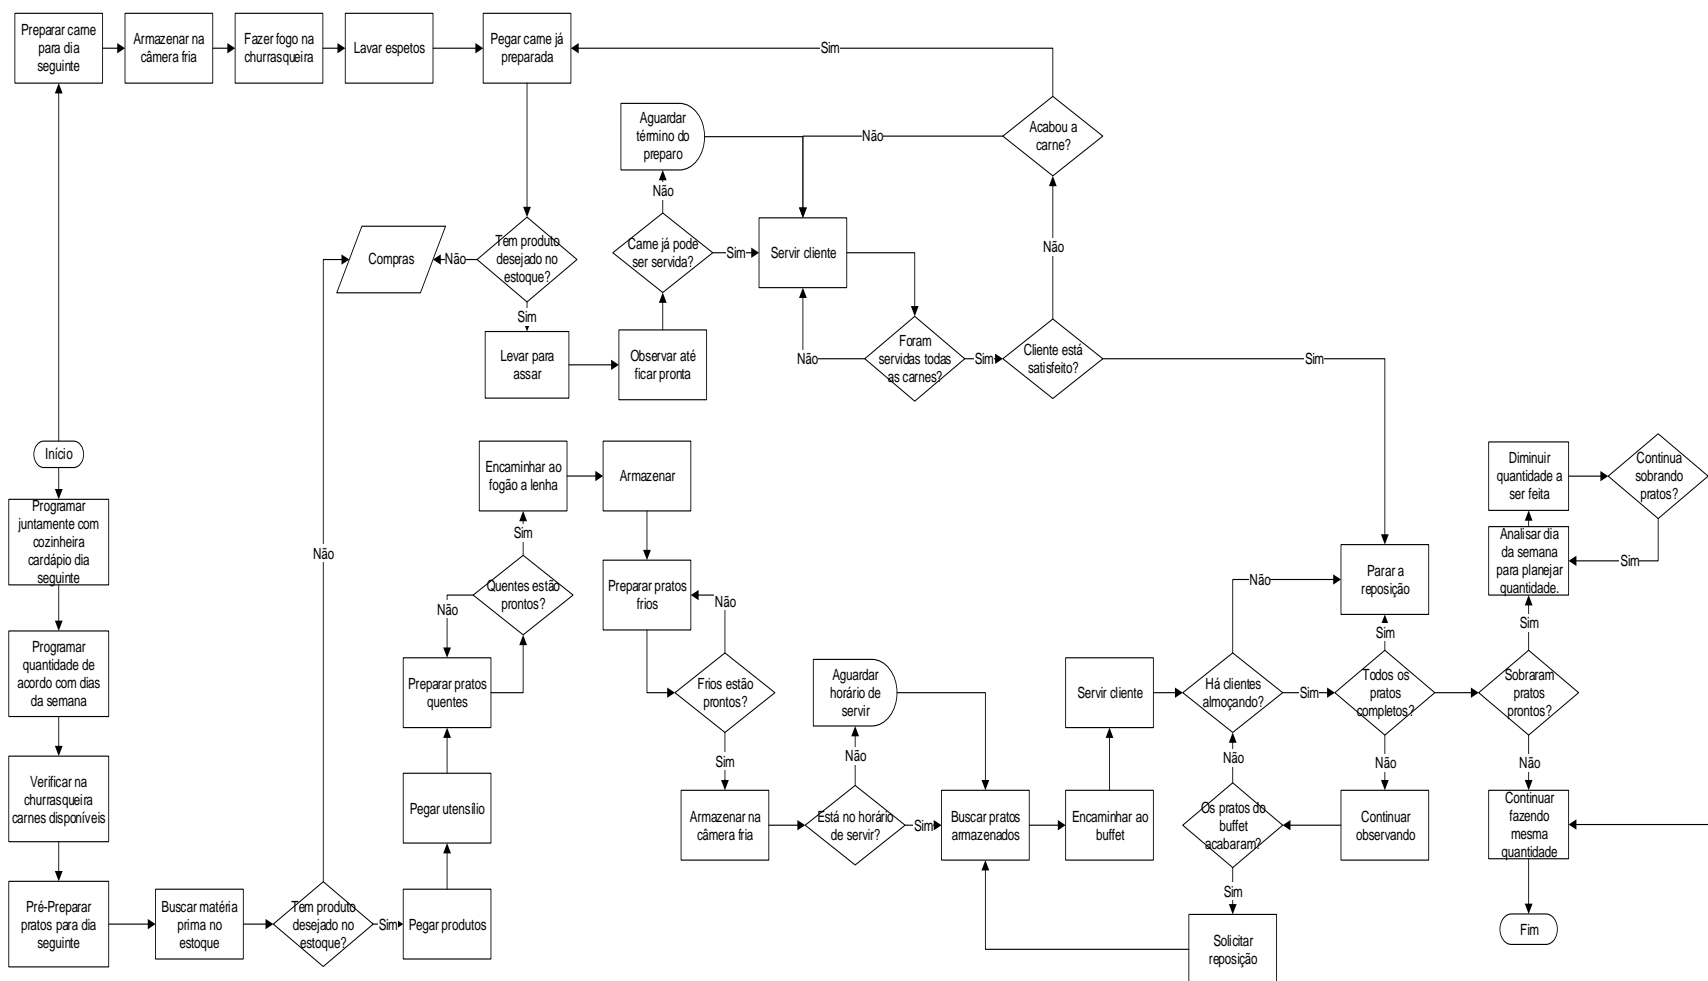 Preparar carne
para dia
seguinte
Armazenar na
câmera fria
Fazer fogo na
churrasqueira
Lavar espetos
Pegar carne já
preparada
Sim
Aguardar
término do
preparo
Não
Acabou a
carne?
Não
Carne já pode
ser servida?
Sim
Servir cliente
Não
Compras
Não
Tem produto
desejado no
estoque?
Sim
Levar para
assar
Observar até
ficar pronta
Não
Foram
servidas todas
as carnes?
Sim
Cliente está
satisfeito?
Sim
Início
Programar
juntamente com
cozinheira
cardápio dia
seguinte
Programar
quantidade de
acordo com dias
da semana
Verificar na
churrasqueira
carnes disponíveis
Pré-Preparar
pratos para dia
seguinte
Buscar matéria
prima no
estoque
Tem produto
desejado no
estoque?
Não
Sim
Pegar produtos
Pegar utensílio
Preparar pratos
quentes
Não
Quentes estão
prontos?
Sim
Encaminhar ao
fogão a lenha
Armazenar
Preparar pratos
frios
Não
Frios estão
prontos?
Sim
Armazenar na
câmera fria
Está no horário
de servir?
Não
Aguardar
horário de
servir
Sim
Buscar pratos
armazenados
Encaminhar ao
buffet
Servir cliente
Há clientes
almoçando?
Não
Sim
Parar a
reposição
Sim
Todos os
pratos
completos?
Não
Continuar
observando
Os pratos do
buffet
acabaram?
Não
Sim
Solicitar
reposição
Sobraram
pratos
prontos?
Sim
Analisar dia
da semana
para planejar
quantidade.
Diminuir
quantidade a
ser feita
Continua
sobrando
pratos?
Sim
Não
Continuar
fazendo
mesma
quantidade
Fim